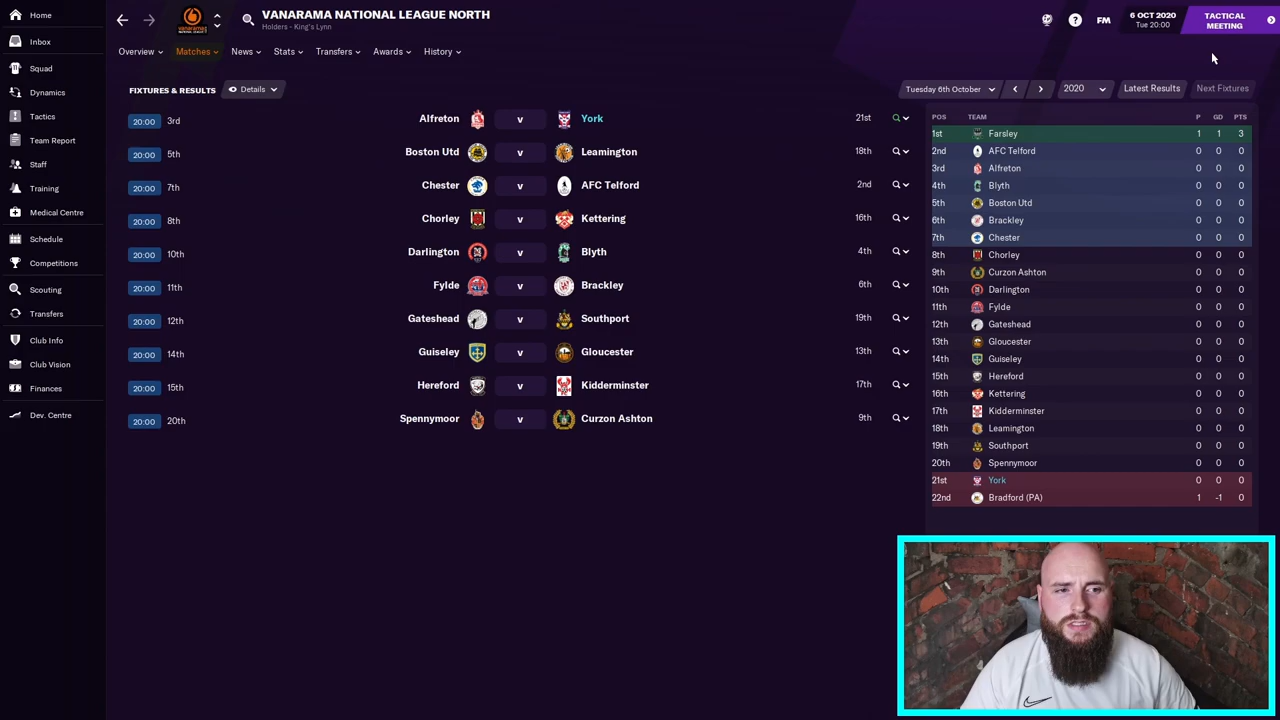 Home
Inbox
Squad
Dynamics
Tactics
Team Report
Staff
Training
Medical Centre
Schedule
Competitions
Scouting
Transfers
Club Info
Club Vision
Finances
Dev. Centre
VANARAMA NATIONAL LEAGUE NORTH
Holders - King's Lynn
FM
6 OCT 2020
Tue 20:00
TACTICAL
MEETING
Overview Matches News Stats Transfers Awards History
FIXTURES & RESULTS Details
Tuesday 6th October 2020 Latest Results Next Fixtures
20:00 3rd Alfreton v York 21st
20:00 5th Boston Utd v Leamington 18th
20:00 7th Chester v AFC Telford 2nd
20:00 8th Chorley v Kettering 16th
20:00 10th Darlington v Blyth 4th
20:00 11th Fylde v Brackley 6th
20:00 12th Gateshead v Southport 19th
20:00 14th Guiseley v Gloucester 13th
20:00 15th Hereford v Kidderminster 17th
20:00 20th Spennymoor v Curzon Ashton 9th
POS TEAM P GD PTS
1st Farsley 1 1 3
2nd AFC Telford 0 0 0
3rd Alfreton 0 0 0
4th Blyth 0 0 0
5th Boston Utd 0 0 0
6th Brackley 0 0 0
7th Chester 0 0 0
8th Chorley 0 0 0
9th Curzon Ashton 0 0 0
10th Darlington 0 0 0
11th Fylde 0 0 0
12th Gateshead 0 0 0
13th Gloucester 0 0 0
14th Guiseley 0 0 0
15th Hereford 0 0 0
16th Kettering 0 0 0
17th Kidderminster 0 0 0
18th Leamington 0 0 0
19th Southport 0 0 0
20th Spennymoor 0 0 0
21st York 0 0 0
22nd Bradford (PA) 1 -1 0